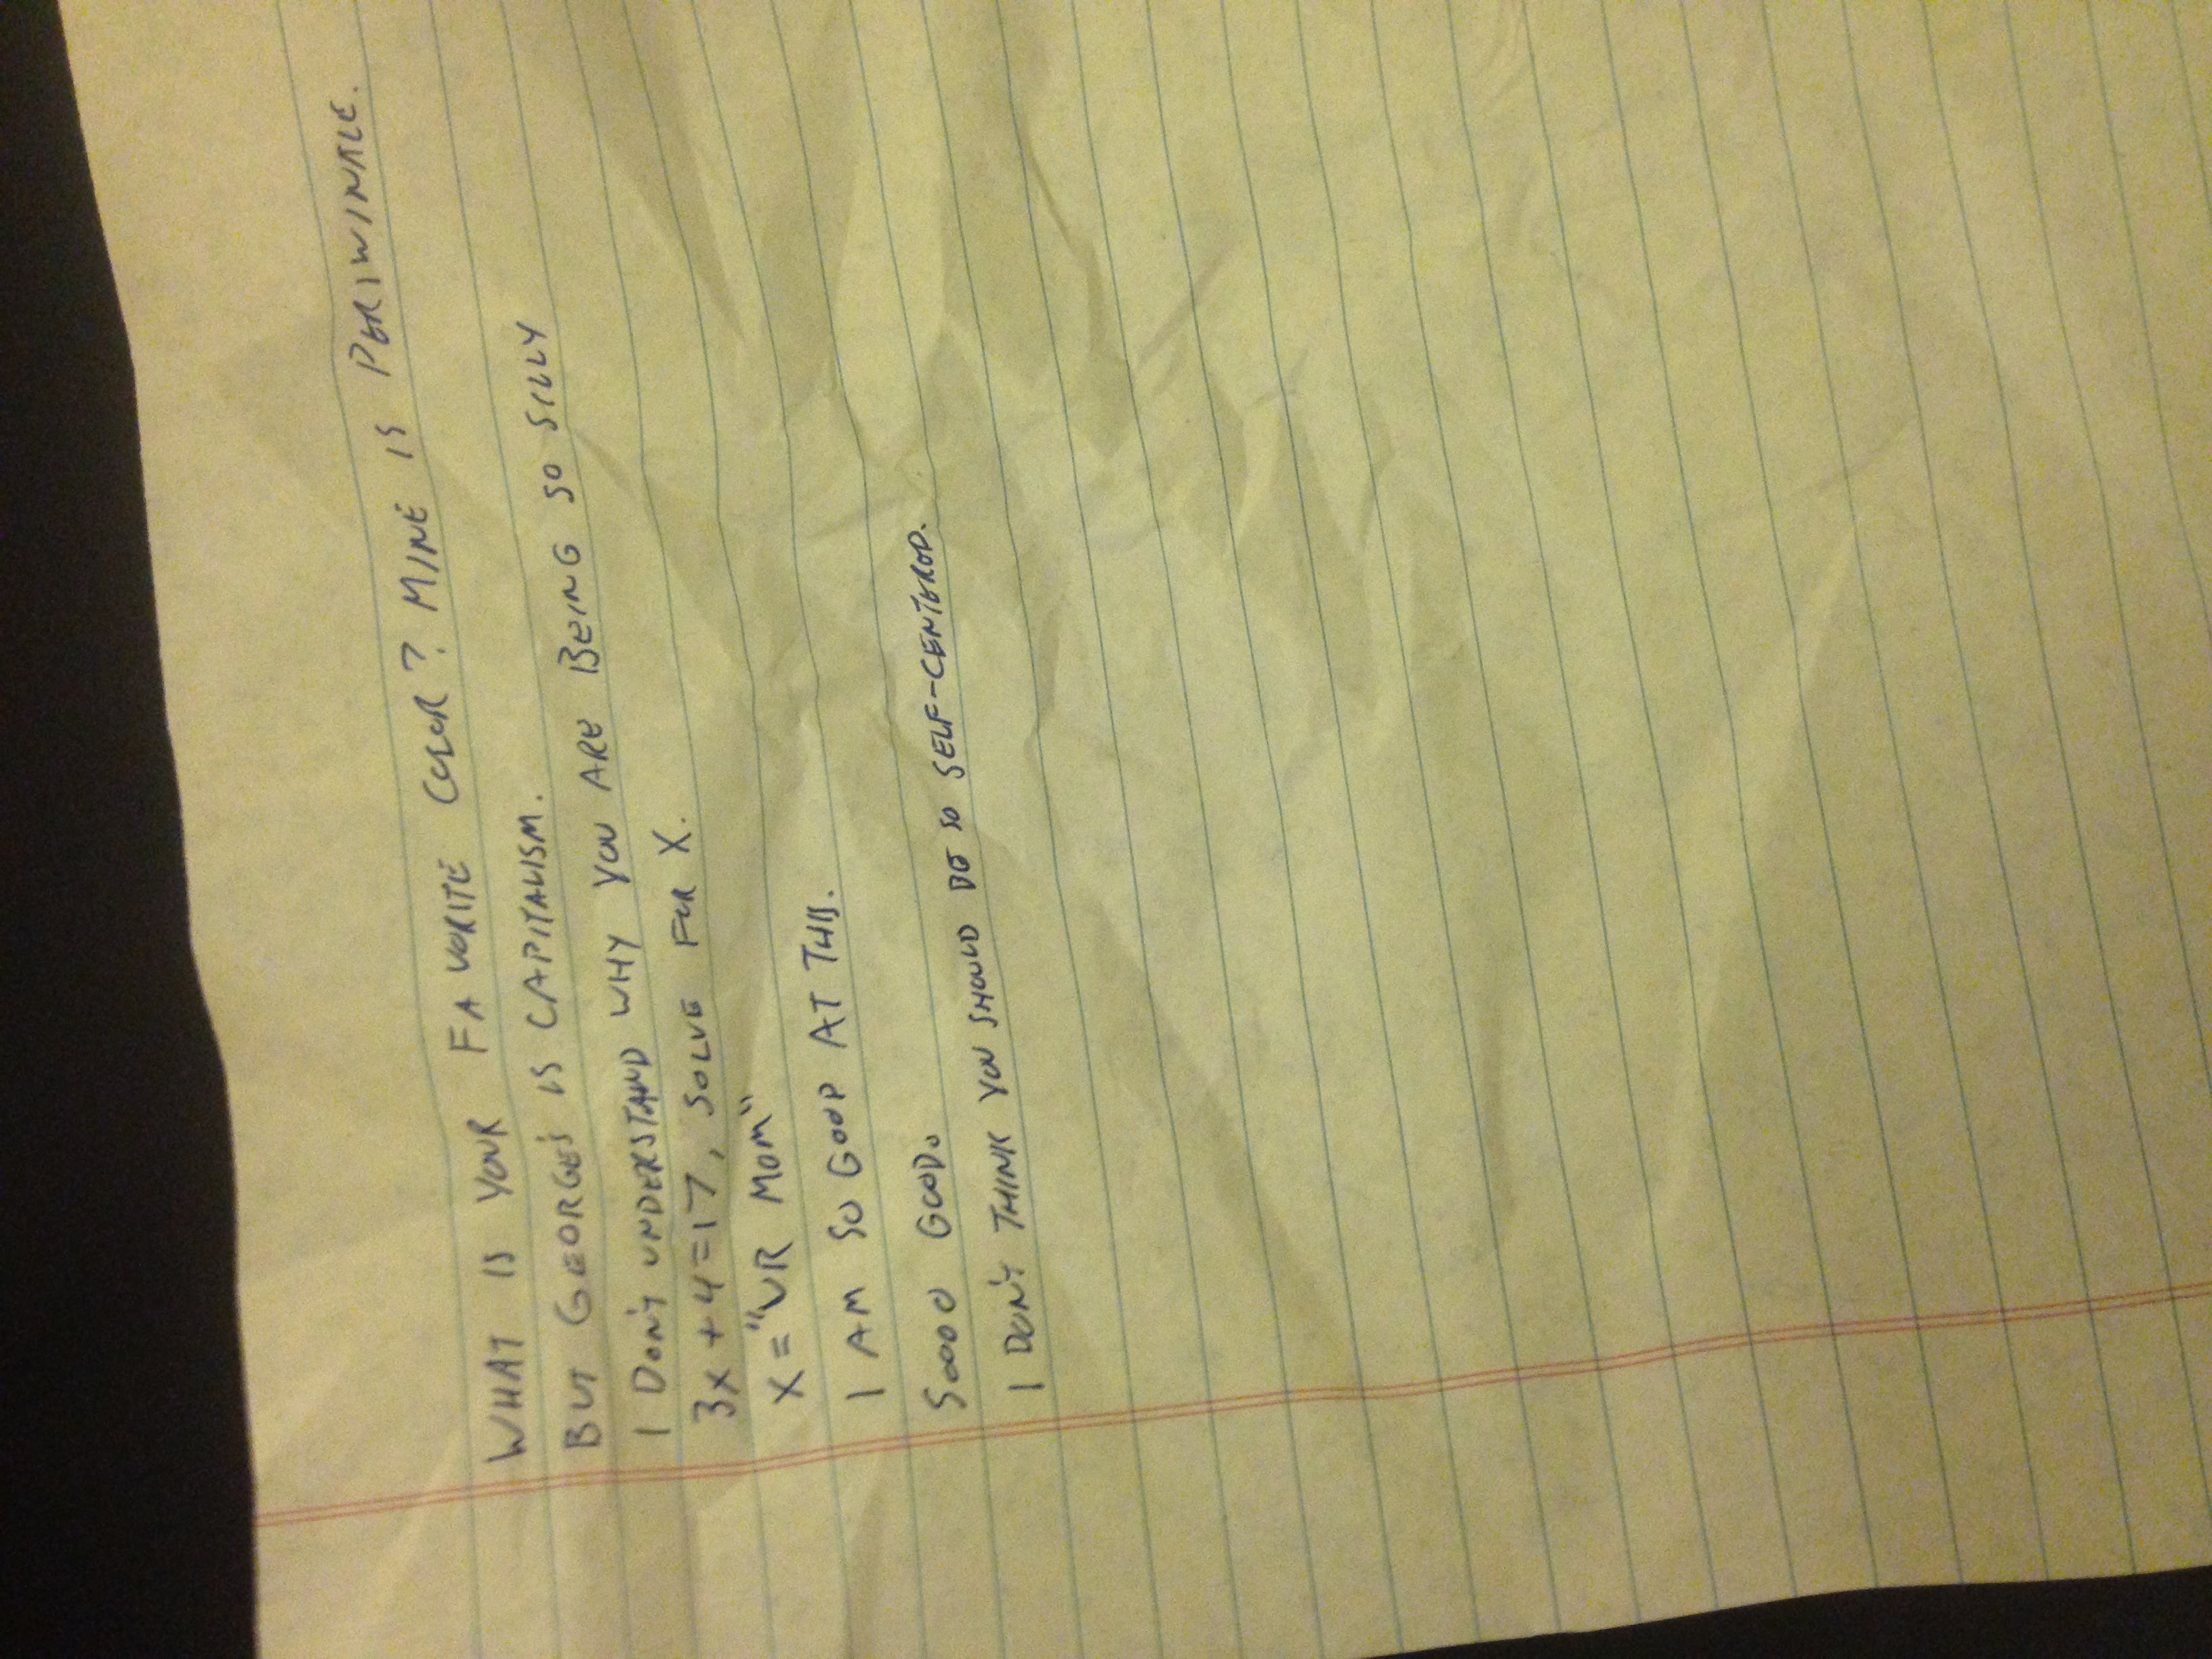 WHAT IS YOUR FAVORITE COLOR? MINE IS PERIWINKLE.
BUT GEORGE'S IS CAPITALISM.
I DON'T UNDERSTAND WHY YOU ARE BEING SO SILLY
3x+4=17, SOLVE FOR X.
X="UR MOM"
I AM SO GOOD AT THIS.
SOOOO GOOD.
I DON'T THINK YOU SHOULD BE SO SELF-CENTERED.